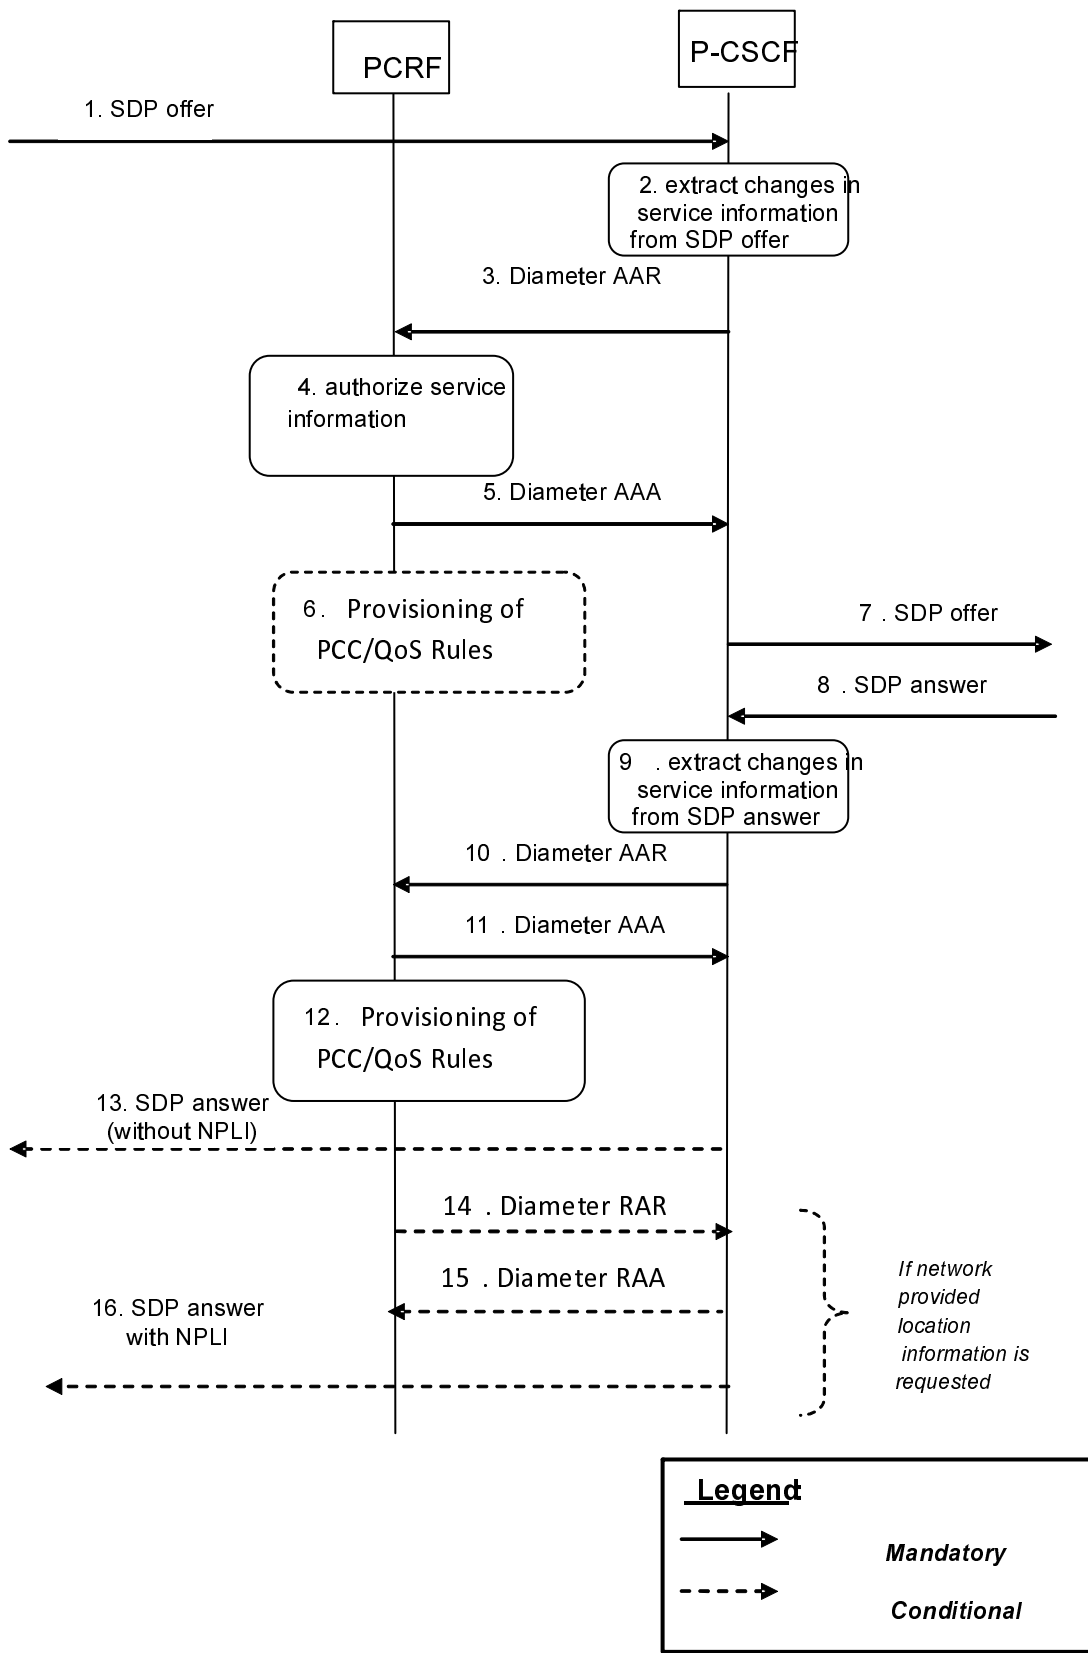 PCRF
P-CSCF
1. SDP offer
2. extract changes in
service information
from SDP offer
3. Diameter AAR
4. authorize service
information
5. Diameter AAA
6. Provisioning of
PCC/QoS Rules
7 . SDP offer
8 . SDP answer
9 . extract changes in
service information
from SDP answer
10 . Diameter AAR
11 . Diameter AAA
12. Provisioning of
PCC/QoS Rules
13. SDP answer
(without NPLI)
14 . Diameter RAR
15 . Diameter RAA
16. SDP answer
with NPLI
If network
provided
location
information is
requested
Legend:
Mandatory
Conditional